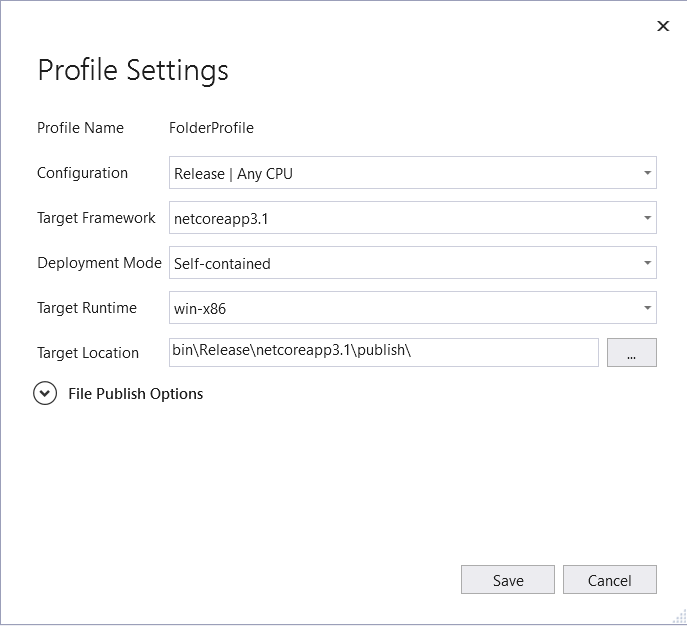 Profile Settings
Profile Name FolderProfile
Configuration Release | Any CPU
Target Framework netcoreapp3.1
Deployment Mode Self-contained
Target Runtime win-x86
Target Location bin\Release\netcoreapp3.1\publish\ ...
File Publish Options
Save Cancel